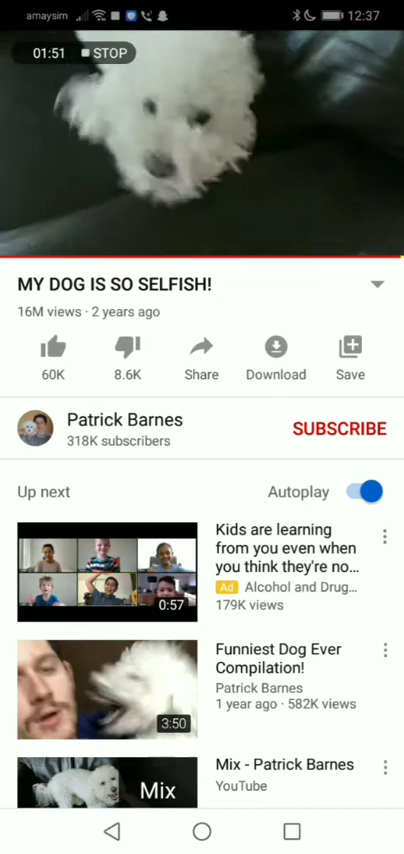 amaysim 12:37
01:51 STOP
MY DOG IS SO SELFISH!
16M views · 2 years ago
60K 8.6K Share Download Save
Patrick Barnes
318K subscribers
SUBSCRIBE
Up next Autoplay
Kids are learning
from you even when
you think they're no...
Ad Alcohol and Drug...
179K views
0:57
Funniest Dog Ever
Compilation!
Patrick Barnes
1 year ago · 582K views
3:50
Mix - Patrick Barnes
YouTube
Mix